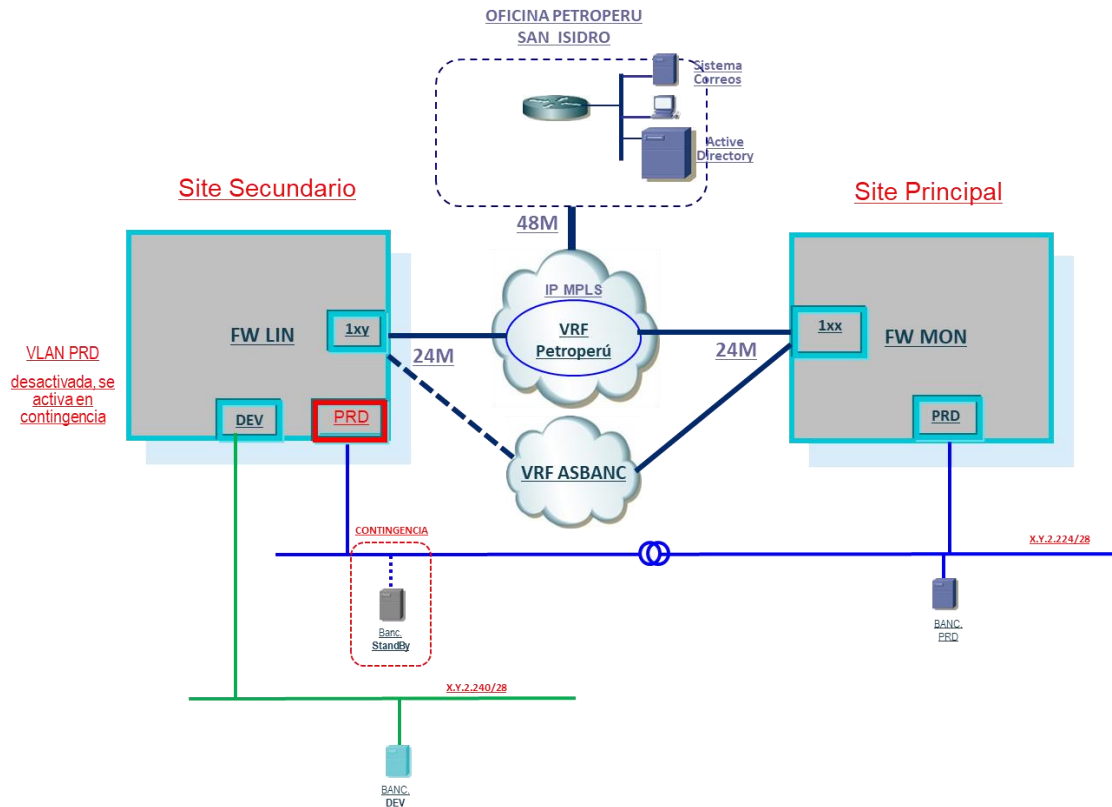 OFICINA PETROPERU
SAN ISIDRO
Sistema
Correos
Active
Directory
Site Secundario
Site Principal
48M
IP MPLS
VRF
Petroperú
1xy
1xx
FW LIN
FW MON
24M
24M
VLAN PRD
desactivada, se
activa en
contingencia
DEV
PRD
PRD
VRF ASBANC
CONTINGENCIA
X.Y.2.224/28
Banc.
StandBy
BANC.
PRD
X.Y.2.240/28
BANC.
DEV